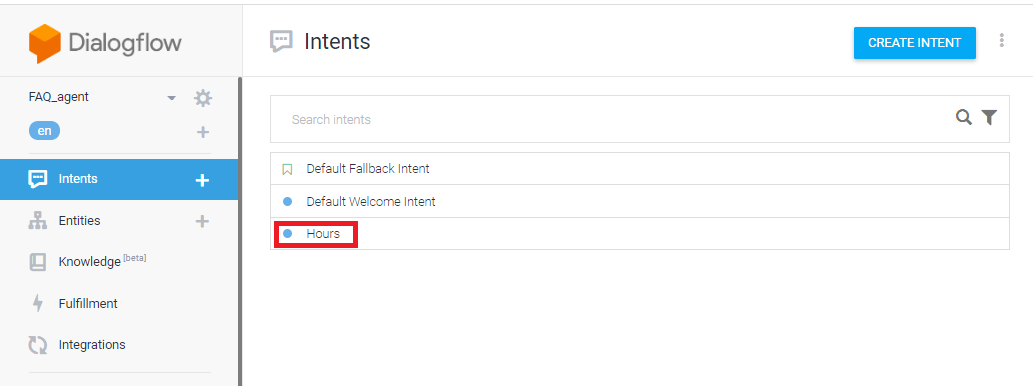 Dialogflow
Intents
CREATE INTENT
FAQ_agent
en
Search intents
Intents
Default Fallback Intent
Default Welcome Intent
Entities
Hours
Knowledge [beta]
Fulfillment
Integrations